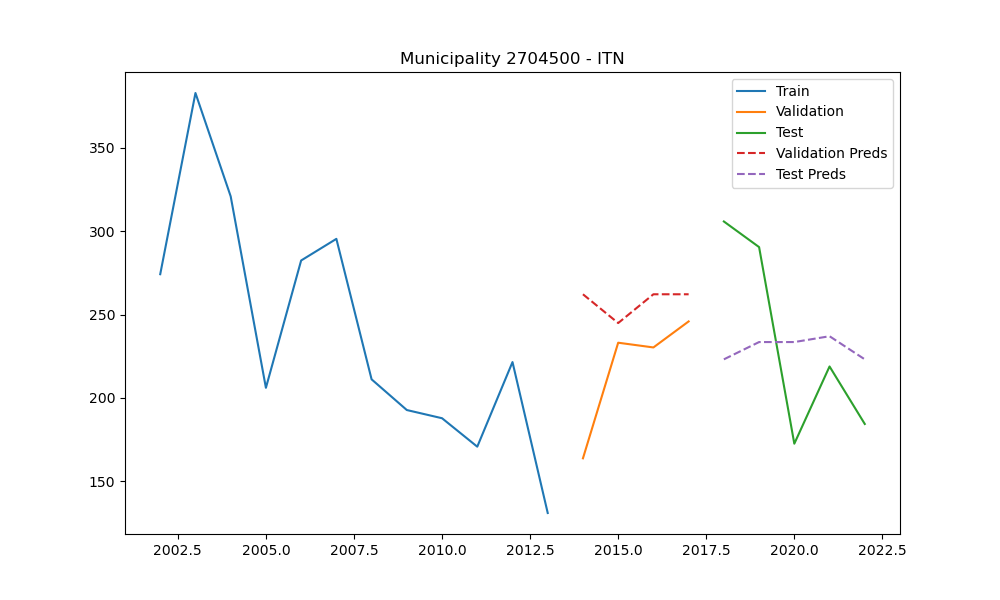 Municipality 2704500 - ITN
Train
Validation
Test
Validation Preds
Test Preds
350
300
250
200
150
2002.5 2005.0 2007.5 2010.0 2012.5 2015.0 2017.5 2020.0 2022.5